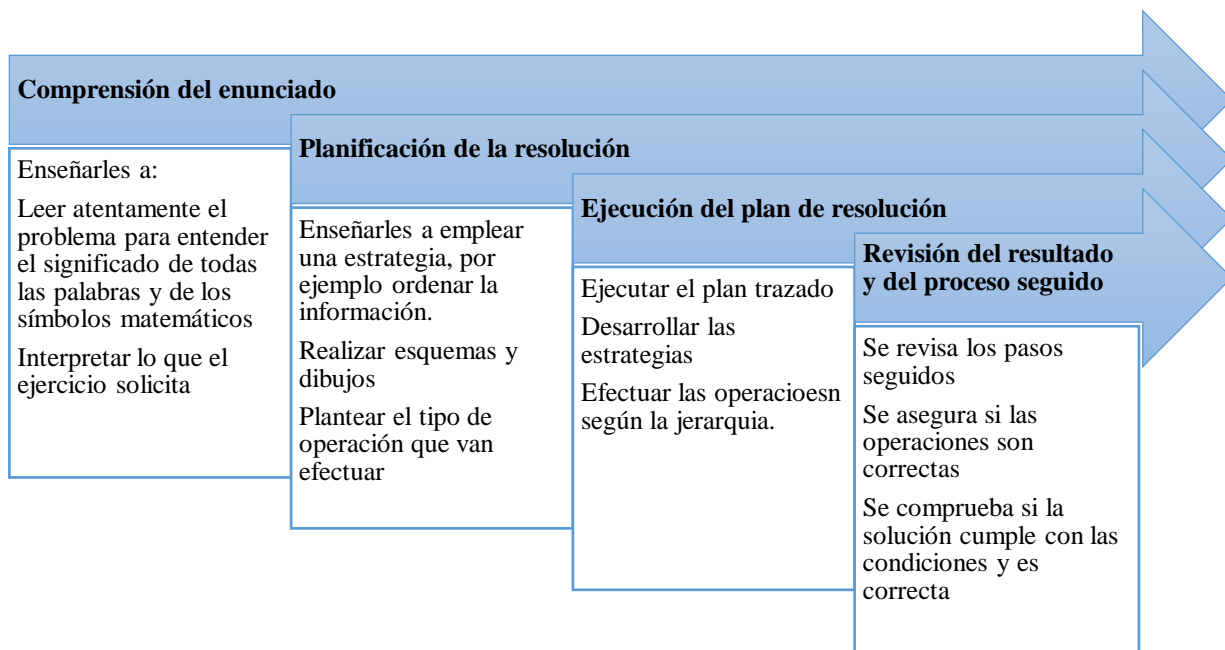 Comprensión del enunciado
Enseñarles a:
Leer atentamente el
problema para entender
el significado de todas
las palabras y de los
símbolos matemáticos
Interpretar lo que el
ejercicio solicita
Planificación de la resolución
Enseñarles a emplear
una estrategia, por
ejemplo ordenar la
información.
Realizar esquemas y
dibujos
Plantear el tipo de
operación que van
efectuar
Ejecución del plan de resolución
Ejecutar el plan trazado
Desarrollar las
estrategias
Efectuar las operacioesn
según la jerarquia.
Revisión del resultado
y del proceso seguido
Se revisa los pasos
seguidos
Se asegura si las
operaciones son
correctas
Se comprueba si la
solución cumple con las
condiciones y es
correcta